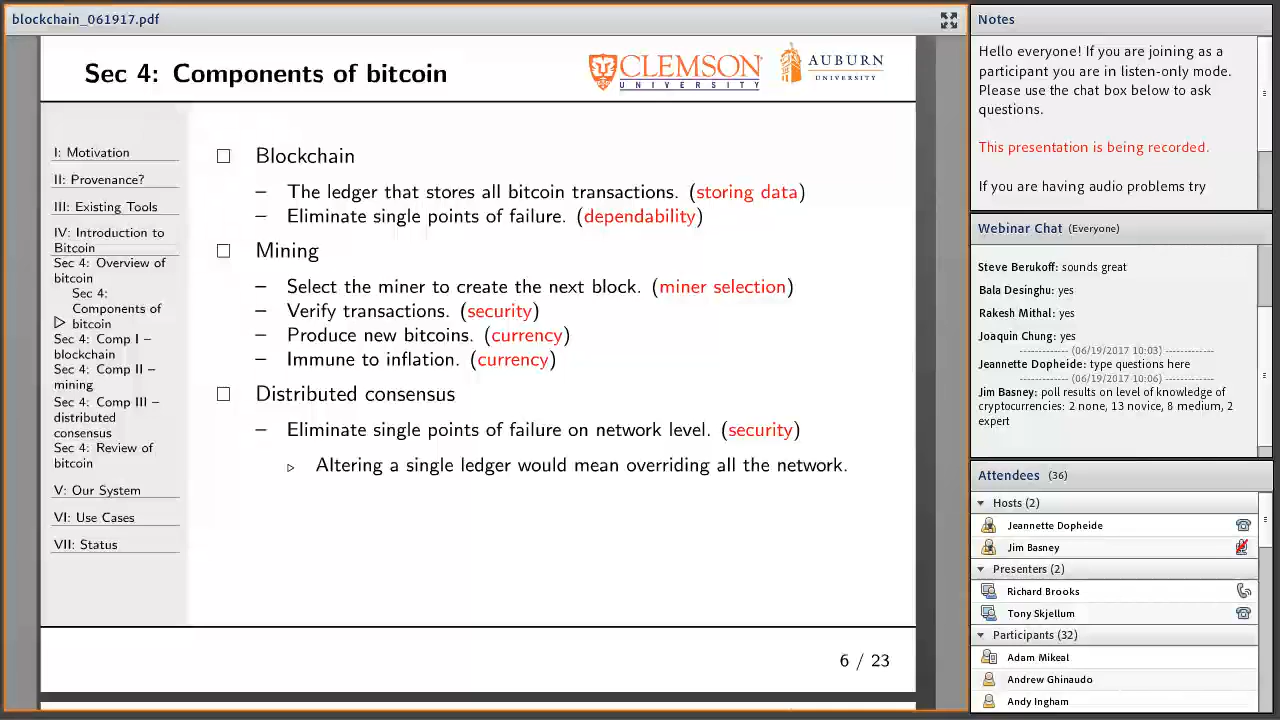 blockchain_061917.pdf
Sec 4: Components of bitcoin
CLEMSON
UNIVERSITY
AUBURN
UNIVERSITY
I: Motivation
II: Provenance?
III: Existing Tools
IV: Introduction to
Bitcoin
Sec 4: Overview of
bitcoin
Sec 4:
Components of
bitcoin
Sec 4: Comp I –
blockchain
Sec 4: Comp II –
mining
Sec 4: Comp III –
distributed
consensus
Sec 4: Review of
bitcoin
V: Our System
VI: Use Cases
VII: Status
Blockchain
– The ledger that stores all bitcoin transactions. (storing data)
– Eliminate single points of failure. (dependability)
Mining
– Select the miner to create the next block. (miner selection)
– Verify transactions. (security)
– Produce new bitcoins. (currency)
– Immune to inflation. (currency)
Distributed consensus
– Eliminate single points of failure on network level. (security)
▷ Altering a single ledger would mean overriding all the network.
6 / 23
Notes
Hello everyone! If you are joining as a
participant you are in listen-only mode.
Please use the chat box below to ask
questions.
This presentation is being recorded.
If you are having audio problems try
Webinar Chat (Everyone)
Steve Berukoff: sounds great
Bala Desinghu: yes
Rakesh Mithal: yes
Joaquin Chung: yes
------------- (06/19/2017 10:03) -------------
Jeannette Dopheide: type questions here
------------- (06/19/2017 10:06) -------------
Jim Basney: poll results on level of knowledge of
cryptocurrencies: 2 none, 13 novice, 8 medium, 2
expert
Attendees (36)
Hosts (2)
Jeannette Dopheide
Jim Basney
Presenters (2)
Richard Brooks
Tony Skjellum
Participants (32)
Adam Mikeal
Andrew Ghinaudo
Andy Ingham